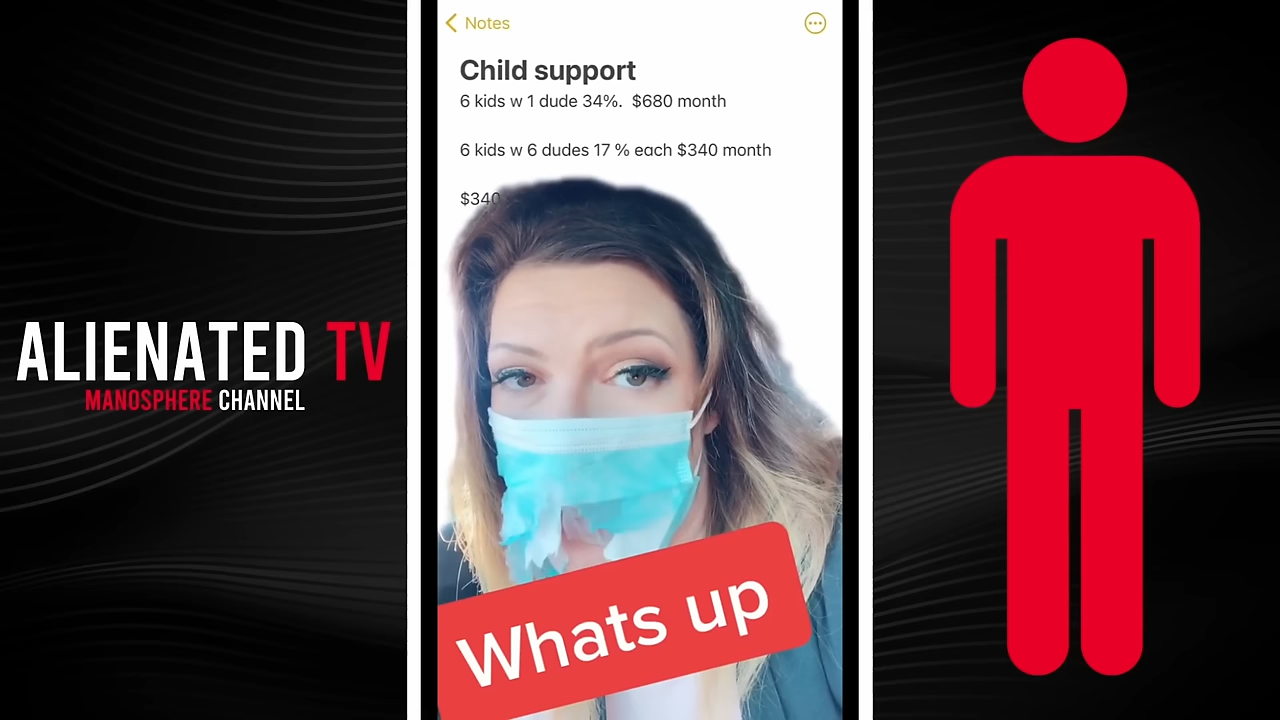 ALIENATED TV
MANOSPHERE CHANNEL
Notes
Child support
6 kids w 1 dude 34%.  $680 month
6 kids w 6 dudes 17 % each $340 month
$340
Whats up